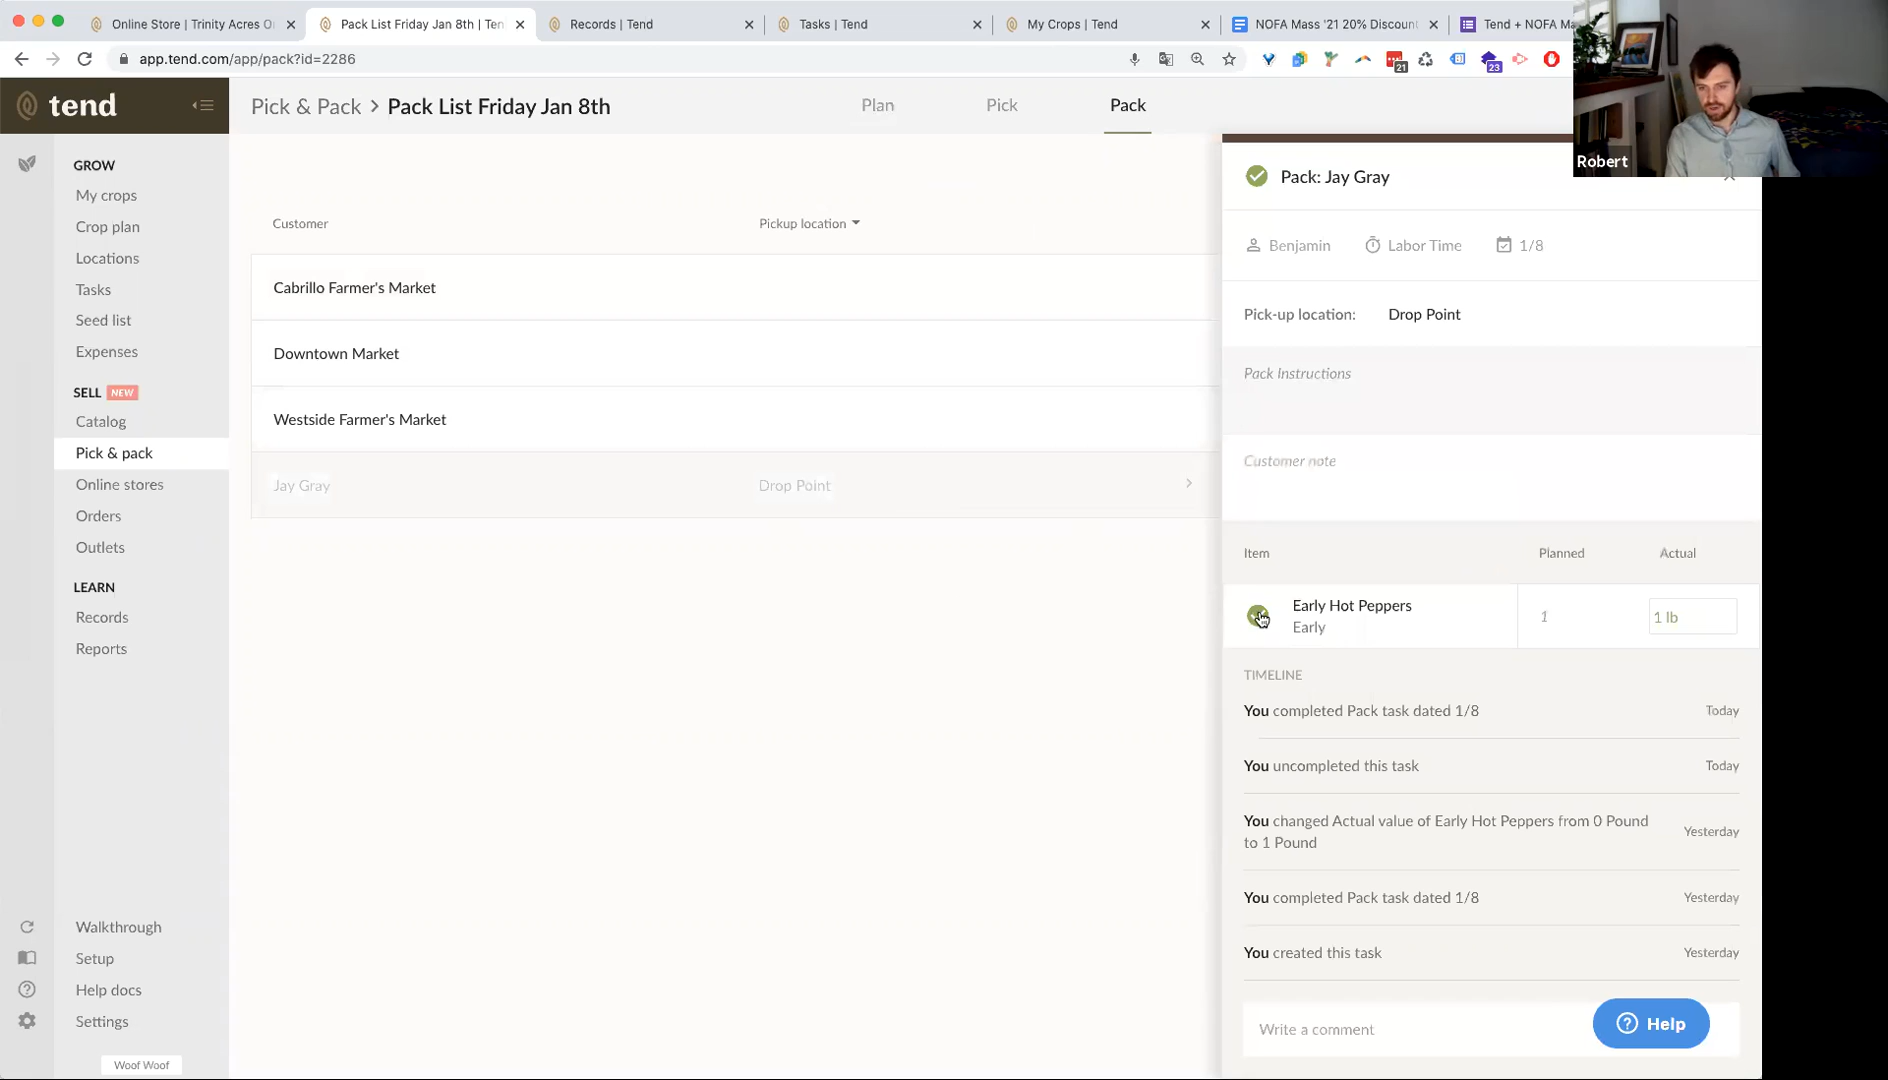 Online Store | Trinity Acres O
Pack List Friday Jan 8th | Ten
Records | Tend
Tasks | Tend
My Crops | Tend
NOFA Mass '21 20% Discoun
Tend + NOFA Ma
app.tend.com/app/pack?id=2286
21
23
tend
Pick & Pack > Pack List Friday Jan 8th
Plan
Pick
Pack
Robert
GROW
My crops
Crop plan
Locations
Tasks
Seed list
Expenses
SELL NEW
Catalog
Pick & pack
Online stores
Orders
Outlets
LEARN
Records
Reports
Walkthrough
Setup
Help docs
Settings
Woof Woof
Customer
Pickup location
Cabrillo Farmer's Market
Downtown Market
Westside Farmer's Market
Jay Gray
Drop Point
Pack: Jay Gray
Benjamin
Labor Time
1/8
Pick-up location: Drop Point
Pack Instructions
Customer note
Item
Planned
Actual
Early Hot Peppers
Early
1
1 lb
TIMELINE
You completed Pack task dated 1/8
Today
You uncompleted this task
Today
You changed Actual value of Early Hot Peppers from 0 Pound
to 1 Pound
Yesterday
You completed Pack task dated 1/8
Yesterday
You created this task
Yesterday
Write a comment
Help